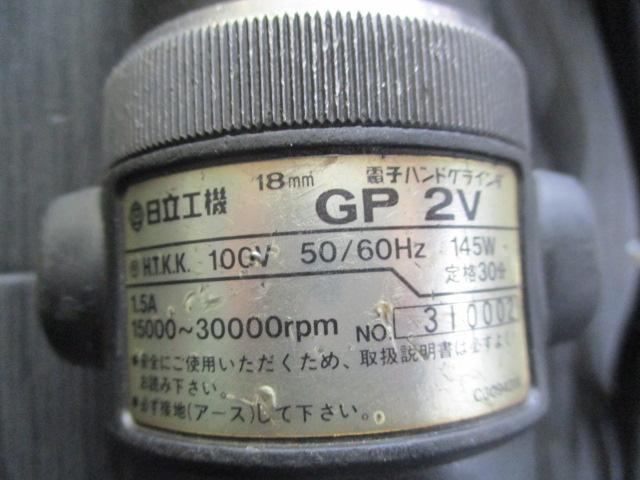 18mm 電子ハンドグラインダ
日立工機 GP 2V
H.T.K.K. 100V 50/60Hz 145W
定格30分
1.5A
15000~30000rpm NO. 310002
●安全にご使用いただくため、取扱説明書は必ずよく
お読み下さい。
●必ず接地(アース)して下さい。